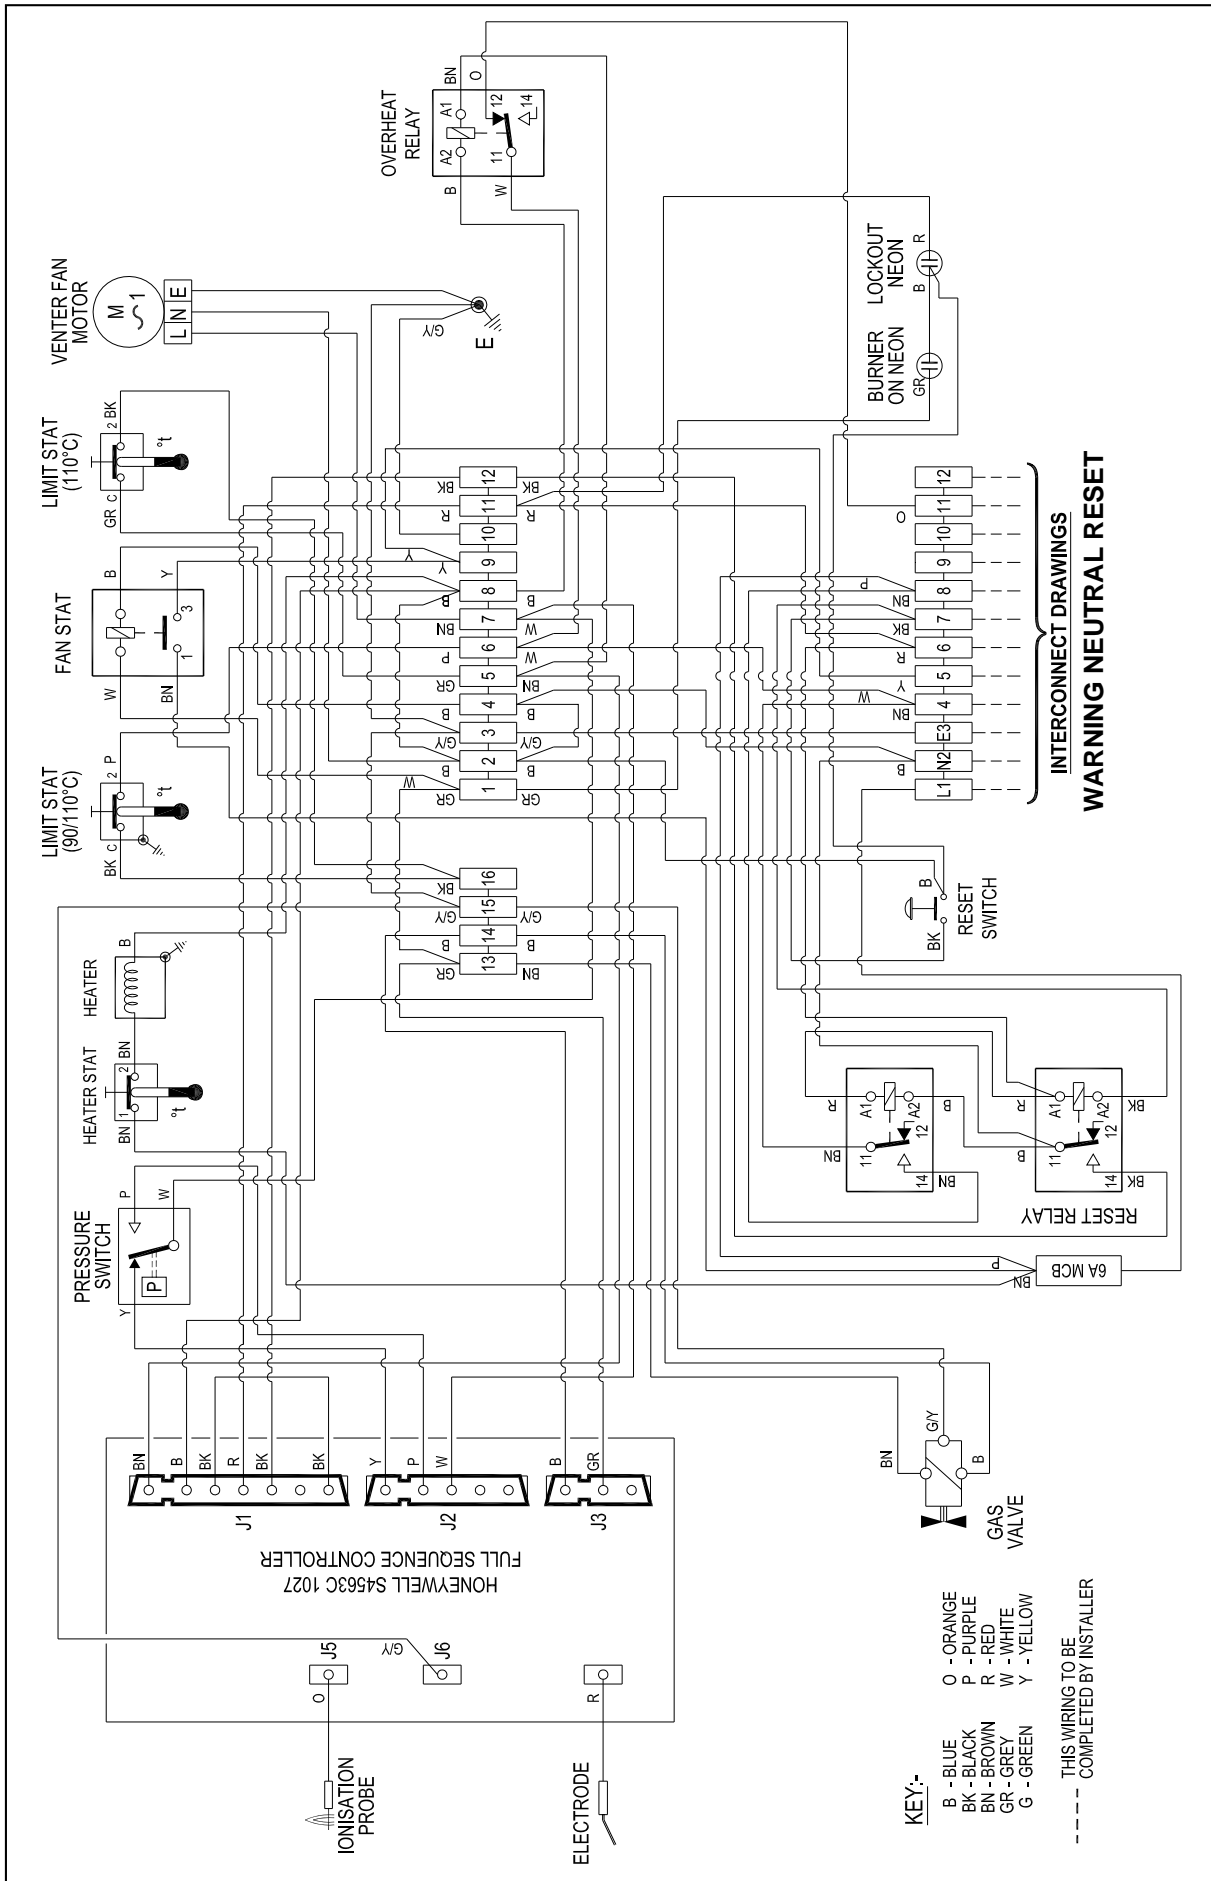 IONISATION
PROBE
ELECTRODE
O
J5
G/Y
J6
R
HONEYWELL S4563C 1027
FULL SEQUENCE CONTROLLER
J1
BN
B
BK
R
BK
BK
J2
Y
P
W
J3
B
GR
PRESSURE
SWITCH
P
Y
P
W
HEATER STAT
BN 1
2 BN
°t
HEATER
B
LIMIT STAT
(90/110°C)
BK C
2 P
°t
FAN STAT
W
B
BN
1
3
Y
LIMIT STAT
(110°C)
GR C
2 BK
°t
VENTER FAN
MOTOR
M
1
L N E
G/Y
E
OVERHEAT
RELAY
B
A2
A1
BN
W
11
12
14
O
GR
B
G/Y
BK
13 14 15 16
BN
B
G/Y
GR
W
B
G/Y
B
GR
P
BN
B
B
Y
Y
R
BK
1 2 3 4 5 6 7 8 9 10 11 12
GR
B
G/Y
B
BN
W
W
B
R
BK
BURNER
ON NEON
GR
LOCKOUT
NEON
B
R
B
BN
W
Y
R
BK
BN
P
O
L1 N2 E3 4 5 6 7 8 9 10 11 12
INTERCONNECT DRAWINGS
WARNING NEUTRAL RESET
RESET
SWITCH
BK
B
R
A1
A2
B
BN
11
12
14
BN
R
A1
A2
BK
B
11
12
14
BK
RESET RELAY
6A MCB
BN
P
GAS
VALVE
BN
G/Y
B
KEY:-
B - BLUE
BK - BLACK
BN - BROWN
GR - GREY
G - GREEN
O - ORANGE
P - PURPLE
R - RED
W - WHITE
Y - YELLOW
THIS WIRING TO BE
COMPLETED BY INSTALLER